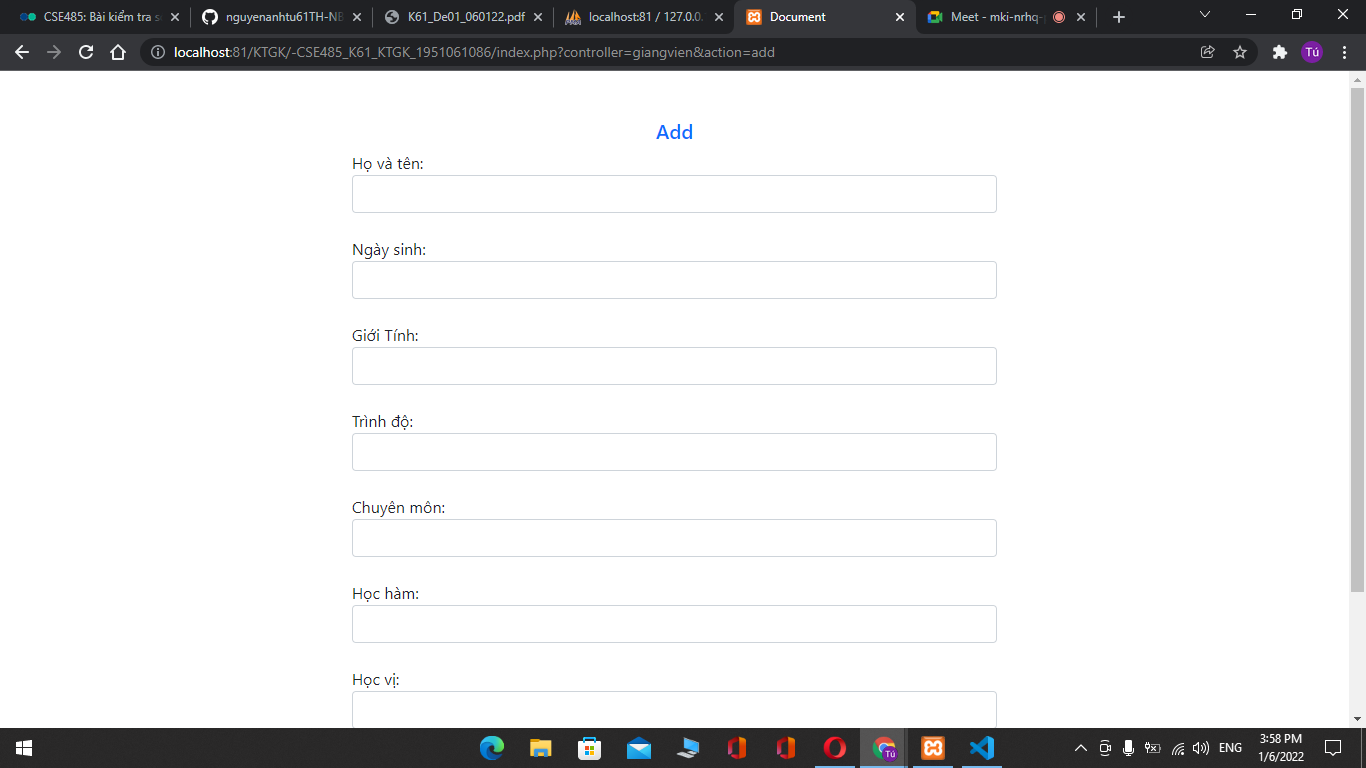 CSE485: Bài kiểm tra s
nguyenanhtu61TH-NB
K61_De01_060122.pdf
localhost:81 / 127.0.0.
Document
Meet - mki-nrhq-
localhost:81/KTGK/-CSE485_K61_KTGK_1951061086/index.php?controller=giangvien&action=add
Tú
Add
Họ và tên:
Ngày sinh:
Giới Tính:
Trình độ:
Chuyên môn:
Học hàm:
Học vị:
Tú
ENG
3:58 PM
1/6/2022